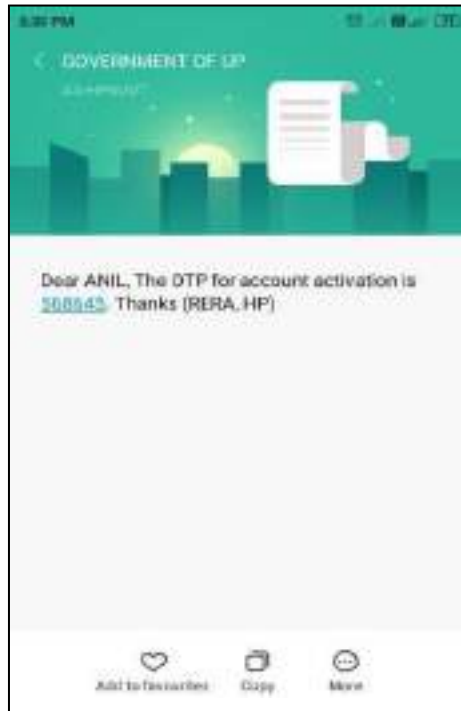 GOVERNMENT OF UP
Dear ANIL, The OTP for account activation is
568645. Thanks (RERA, HP)
Add to favourites Copy More